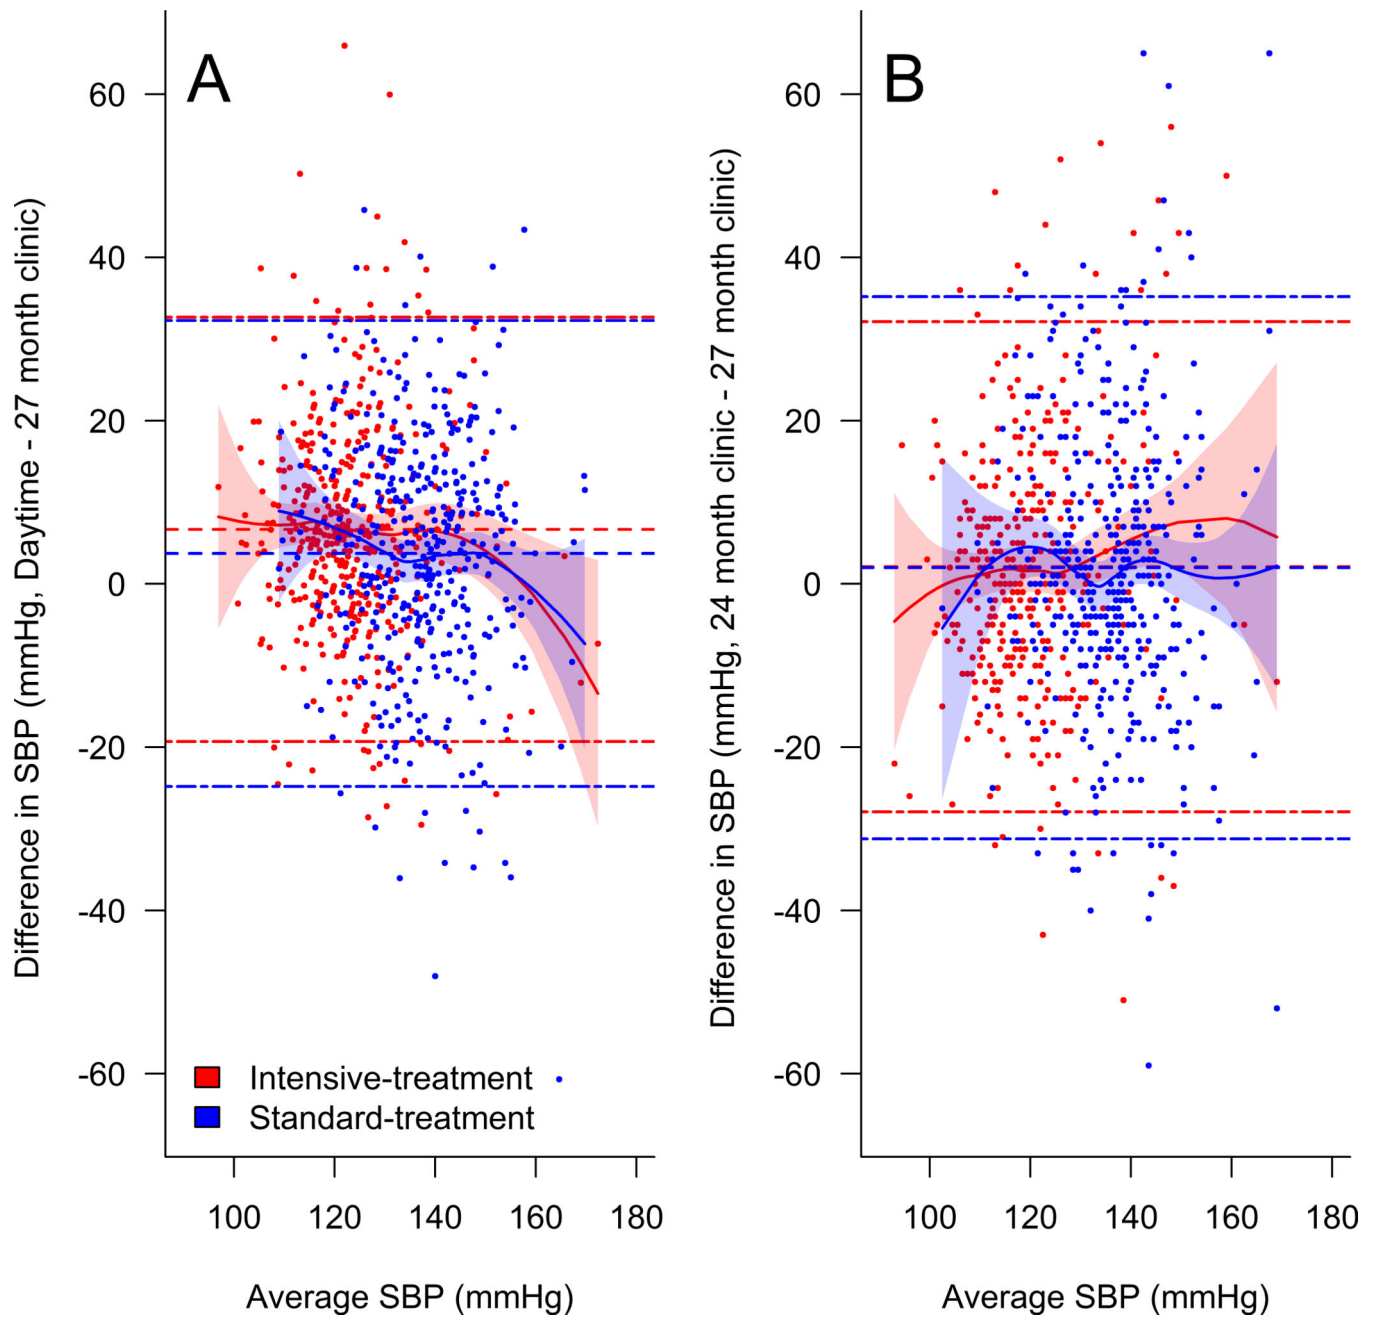 A
B
Difference in SBP (mmHg, Daytime - 27 month clinic)
60
40
20
0
-20
-40
-60
Intensive-treatment
Standard-treatment
100 120 140 160 180
Average SBP (mmHg)
Difference in SBP (mmHg, 24 month clinic - 27 month clinic)
60
40
20
0
-20
-40
-60
100 120 140 160 180
Average SBP (mmHg)